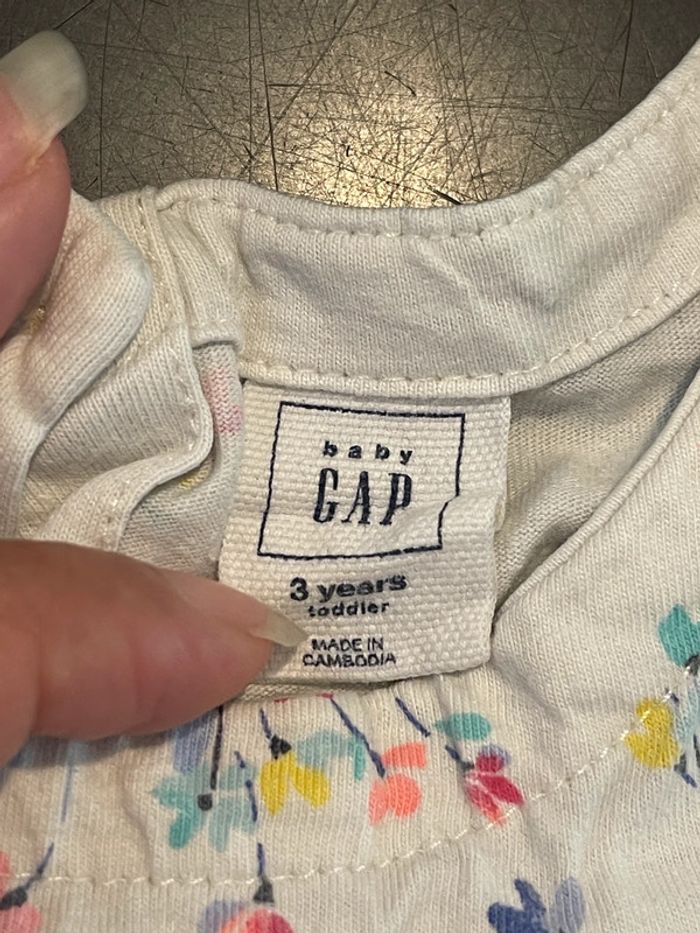 baby
GAP
3 years
toddler
MADE IN
CAMBODIA